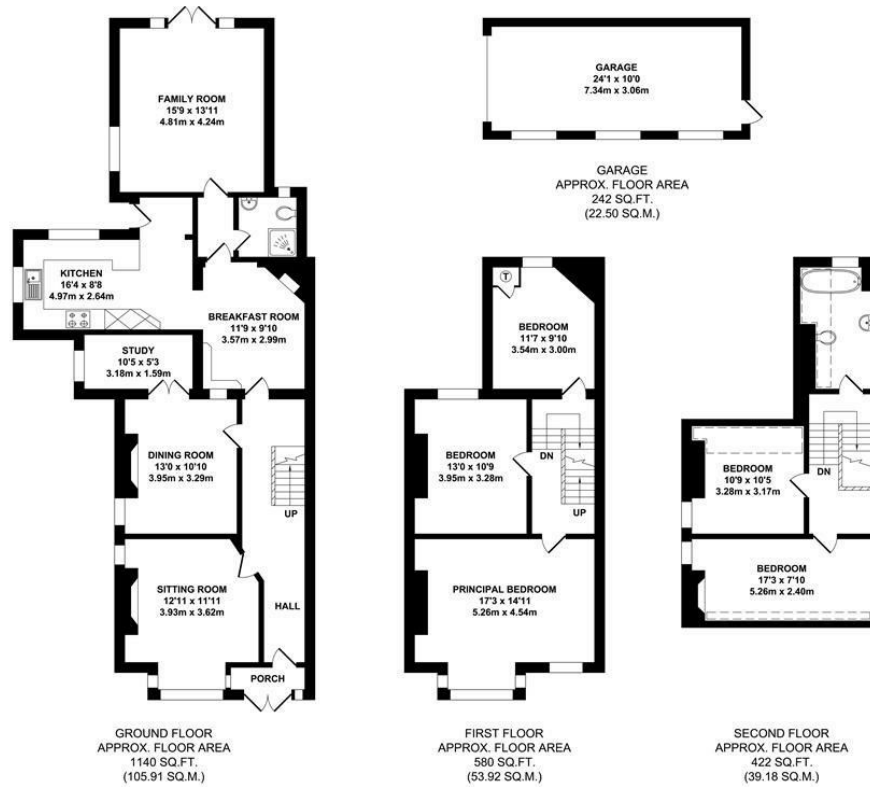 FAMILY ROOM
15'9 x 13'11
4.81m x 4.24m
KITCHEN
16'4 x 8'8
4.97m x 2.64m
BREAKFAST ROOM
11'9 x 9'10
3.57m x 2.99m
STUDY
10'5 x 5'3
3.18m x 1.59m
DINING ROOM
13'0 x 10'10
3.95m x 3.29m
UP
SITTING ROOM
12'11 x 11'11
3.93m x 3.62m
HALL
PORCH
GROUND FLOOR
APPROX. FLOOR AREA
1140 SQ.FT.
(105.91 SQ.M.)
GARAGE
24'1 x 10'0
7.34m x 3.06m
GARAGE
APPROX. FLOOR AREA
242 SQ.FT.
(22.50 SQ.M.)
T
BEDROOM
11'7 x 9'10
3.54m x 3.00m
BEDROOM
13'0 x 10'9
3.95m x 3.28m
DN
UP
PRINCIPAL BEDROOM
17'3 x 14'11
5.26m x 4.54m
FIRST FLOOR
APPROX. FLOOR AREA
580 SQ.FT.
(53.92 SQ.M.)
BEDROOM
10'9 x 10'5
3.28m x 3.17m
DN
BEDROOM
17'3 x 7'10
5.26m x 2.40m
SECOND FLOOR
APPROX. FLOOR AREA
422 SQ.FT.
(39.18 SQ.M.)